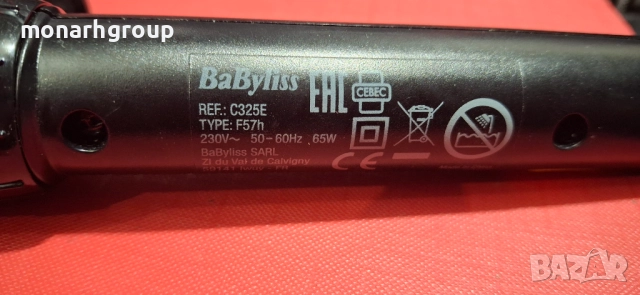 monarhgroup
BaByliss
EAC
CEBEC
REF.: C325E
TYPE: F57h
230V~ 50-60Hz, 65W
BaByliss SARL
ZI du Val de Calvigny
CE
BAZAR